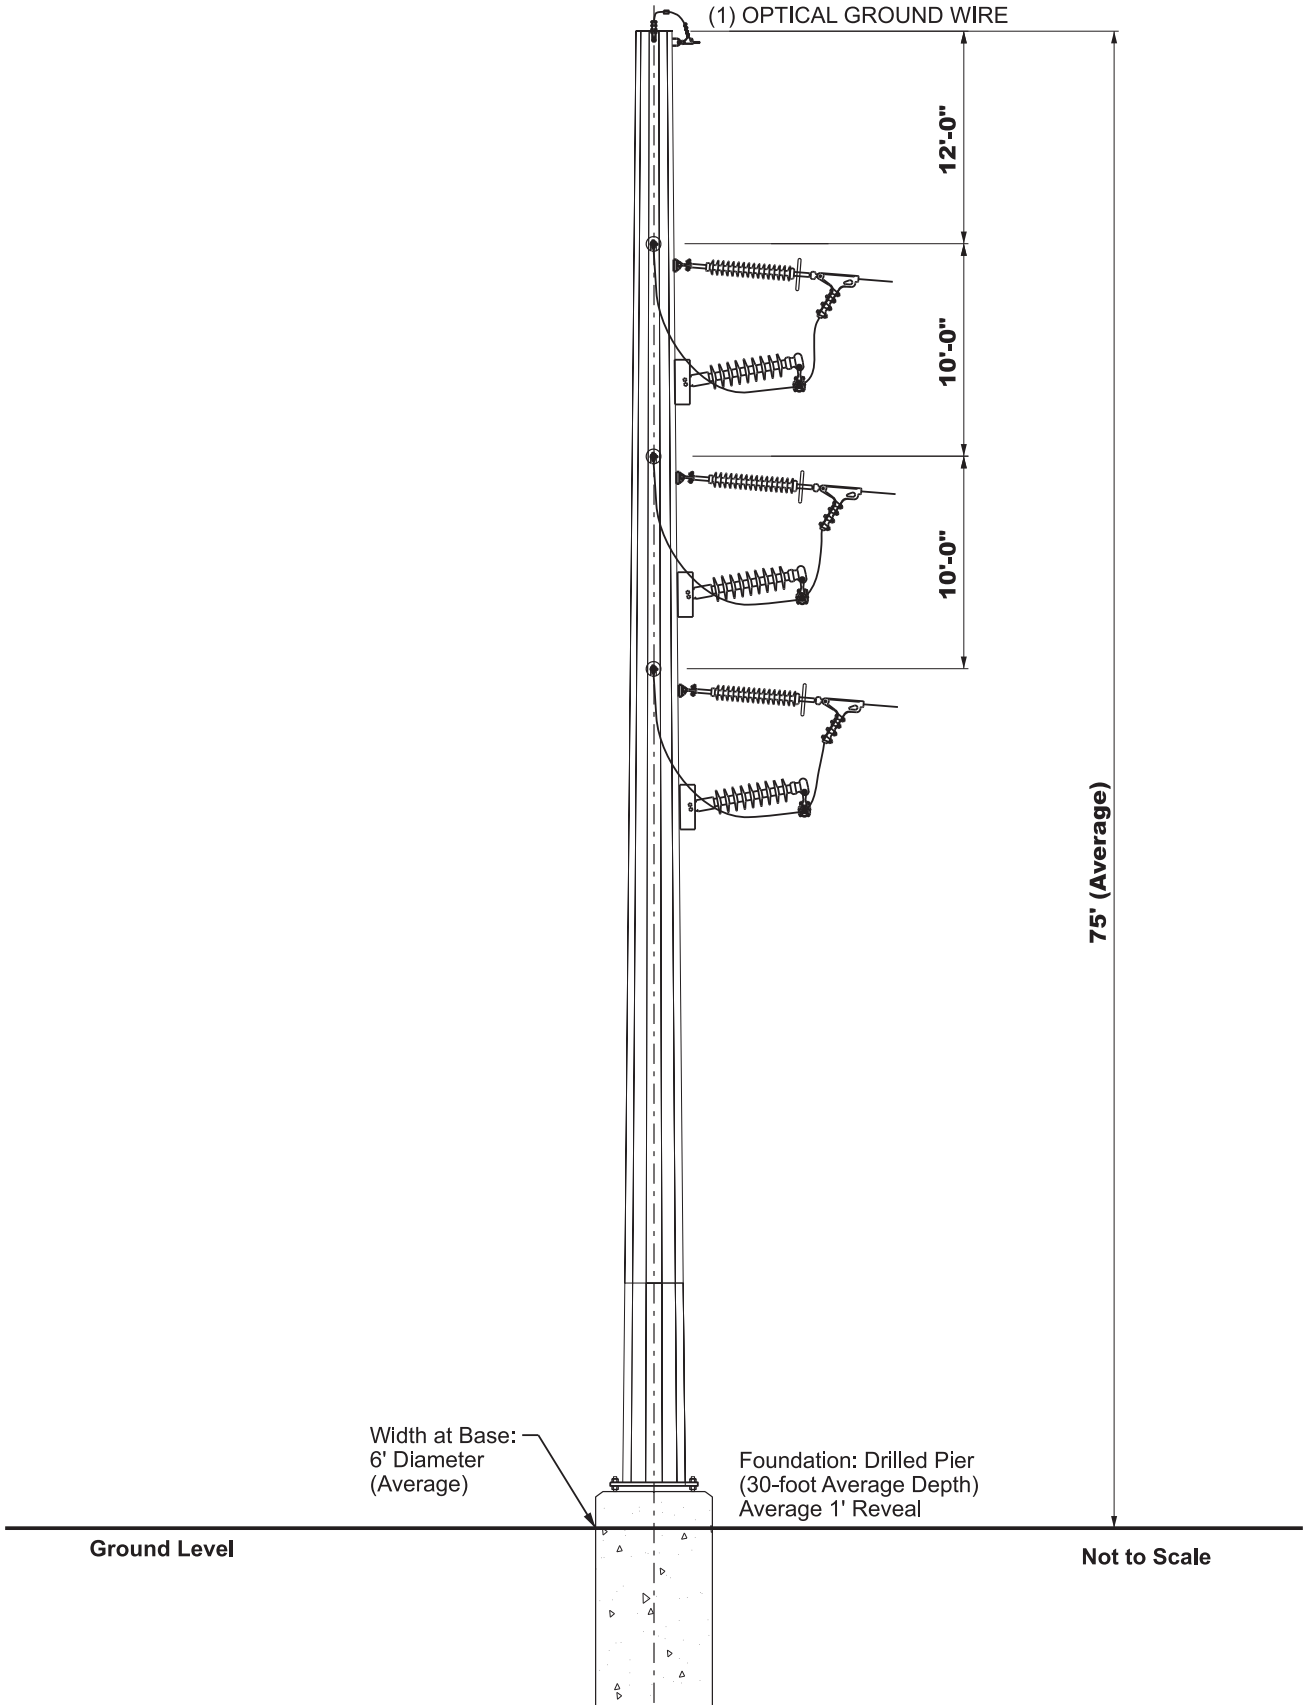 (1) OPTICAL GROUND WIRE
12'-0"
10'-0"
10'-0"
75' (Average)
Width at Base:
6' Diameter
(Average)
Foundation: Drilled Pier
(30-foot Average Depth)
Average 1' Reveal
Ground Level
Not to Scale